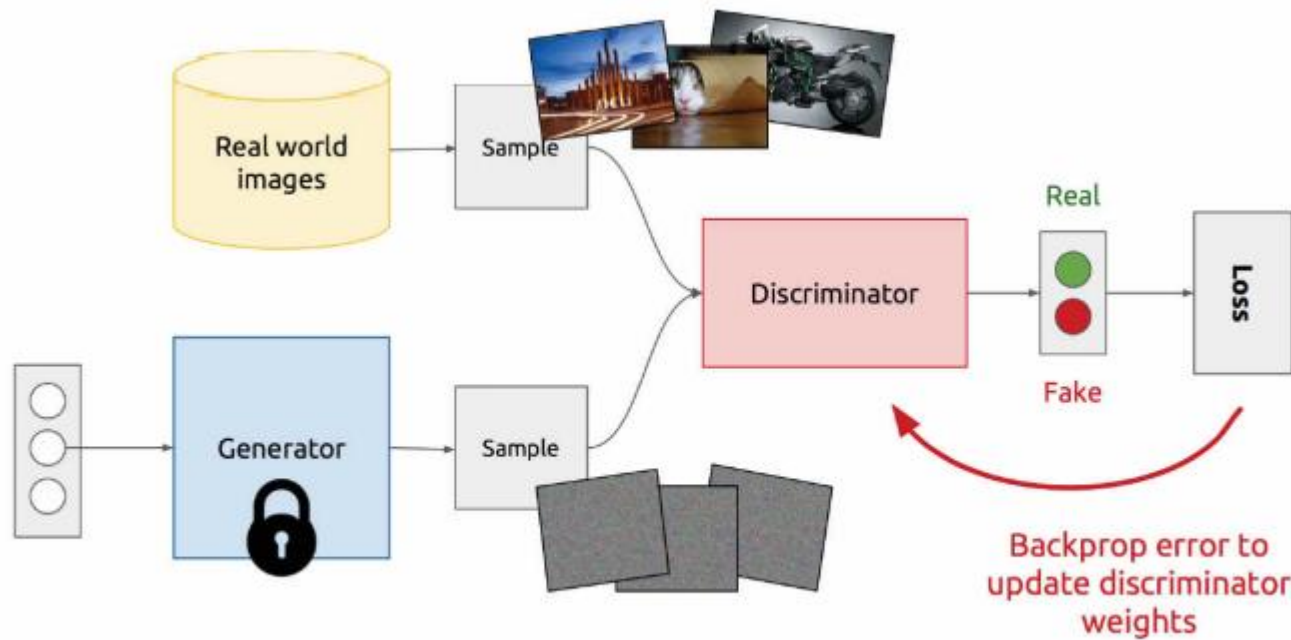 Real world
images
Sample
Real
Discriminator
Loss
Fake
Generator
Sample
Backprop error to
update discriminator
weights